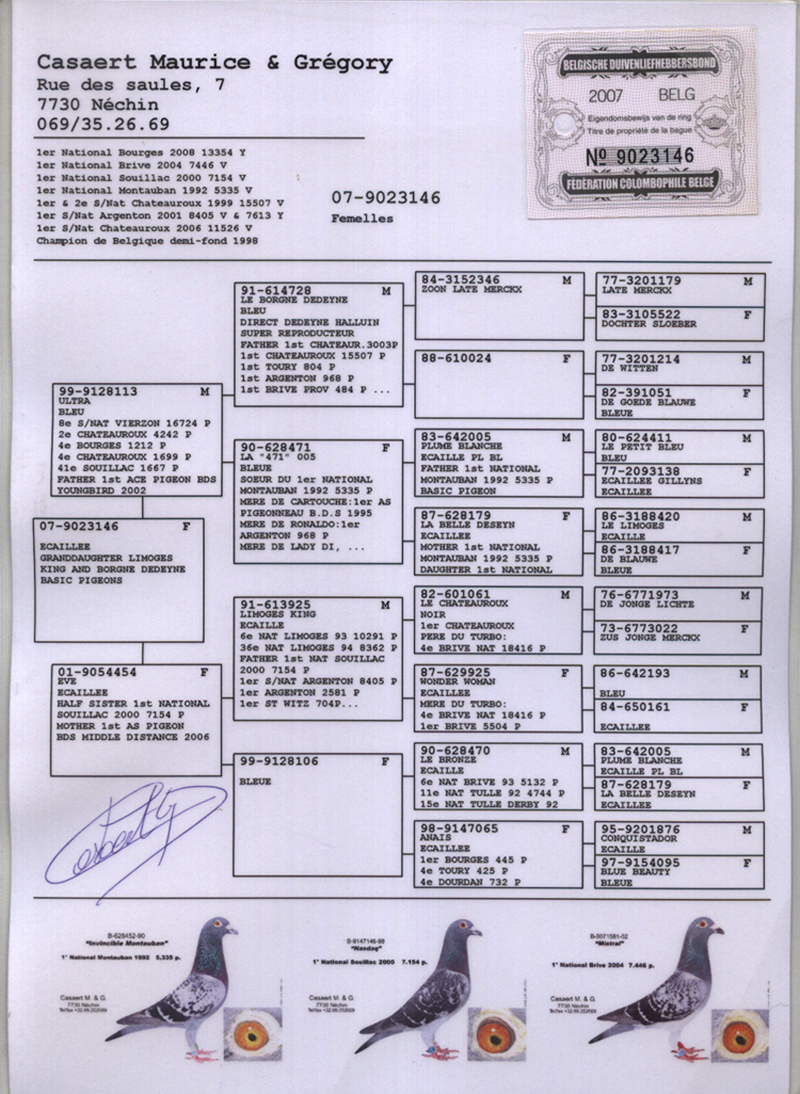 Casaert Maurice & Grégory
Rue des saules, 7
7730 Néchin
069/35.26.69
1er National Bourges 2008 13354 Y
1er National Brive 2004 7446 V
1er National Souillac 2000 7154 V
1er National Montauban 1992 5335 V
1er & 2e S/Nat Chateauroux 1999 15507 V
1er S/Nat Argenton 2001 8405 V & 7613 Y
1er S/Nat Chateauroux 2006 11526 V
Champion de Belgique demi-fond 1998
07-9023146
Femelles
BELGISCHE DUIVENLIEFHEBBERSBOND
2007 BELG
Eigendomsbewijs van de ring
Titre de propriété de la bague
Nº 9023146
FÉDÉRATION COLOMBOPHILE BELGE
07-9023146 F
ECAILLEE
GRANDDAUGHTER LIMOGES
KING AND BORGNE DEDEYNE
BASIC PIGEONS
99-9128113 M
ULTRA
BLEU
8e S/NAT VIERZON 16724 P
2e CHATEAUROUX 4242 P
4e BOURGES 1212 P
4e CHATEAUROUX 1699 P
41e SOUILLAC 1667 P
FATHER 1st ACE PIGEON BDS
YOUNGBIRD 2002
01-9054454 F
EVE
ECAILLEE
HALF SISTER 1st NATIONAL
SOUILLAC 2000 7154 P
MOTHER 1st AS PIGEON
BDS MIDDLE DISTANCE 2006
91-614728 M
LE BORGNE DEDEYNE
BLEU
DIRECT DEDEYNE HALLUIN
SUPER REPRODUCTEUR
FATHER 1st CHATEAUR.3003P
1st CHATEAUROUX 15507 P
1st TOURY 804 P
1st ARGENTON 968 P
1st BRIVE PROV 484 P ...
90-628471 F
LA "471" 005
BLEUE
SOEUR DU 1er NATIONAL
MONTAUBAN 1992 5335 P
MERE DE CARTOUCHE:1er AS
PIGEONNEAU B.D.S 1995
MERE DE RONALDO:1er
ARGENTON 968 P
MERE DE LADY DI, ...
91-613925 M
LIMOGES KING
ECAILLE
6e NAT LIMOGES 93 10291 P
36e NAT LIMOGES 94 8362 P
FATHER 1st NAT SOUILLAC
2000 7154 P
1er S/NAT ARGENTON 8405 P
1er ARGENTON 2581 P
1er ST WITZ 704P...
99-9128106 F
BLEUE
84-3152346 M
ZOON LATE MERCKX
88-610024 F
83-642005 M
PLUME BLANCHE
ECAILLE PL BL
FATHER 1st NATIONAL
MONTAUBAN 1992 5335 P
BASIC PIGEON
87-628179 F
LA BELLE DESEYN
ECAILLEE
MOTHER 1st NATIONAL
MONTAUBAN 1992 5335 P
DAUGHTER 1st NATIONAL
82-601061 M
LE CHATEAUROUX
NOIR
1er CHATEAUROUX
PERE DU TURBO:
4e BRIVE NAT 18416 P
87-629925 F
WONDER WOMAN
ECAILLEE
MERE DU TURBO:
4e BRIVE NAT 18416 P
1er BRIVE 5504 P
90-628470 M
LE BRONZE
ECAILLE
6e NAT BRIVE 93 5132 P
11e NAT TULLE 92 4744 P
15e NAT TULLE DERBY 92
98-9147065 F
ANAIS
ECAILLEE
1er BOURGES 445 P
4e TOURY 425 P
4e DOURDAN 732 P
77-3201179 M
LATE MERCKX
83-3105522 F
DOCHTER SLOEBER
77-3201214 M
DE WITTEN
82-391051 F
DE GOEDE BLAUWE
BLEUE
80-624411 M
LE PETIT BLEU
BLEU
77-2093138 F
ECAILLEE GILLYNS
ECAILLEE
86-3188420 M
LE LIMOGES
ECAILLE
86-3188417 F
DE BLAUWE
BLEUE
76-6771973 M
DE JONGE LICHTE
73-6773022 F
ZUS JONGE MERCKX
86-642193 M
BLEU
84-650161 F
ECAILLEE
83-642005 M
PLUME BLANCHE
ECAILLE PL BL
87-628179 F
LA BELLE DESEYN
ECAILLEE
95-9201876 M
CONQUISTADOR
ECAILLE
97-9154095 F
BLUE BEAUTY
BLEUE
B-628452-90
"Invincible Montauban"
1° National Montauban 1992 5.335 p.
Casaert M. & G.
7730 Néchin
B-9147146-98
"Nasdaq"
1° National Souillac 2000 7.154 p.
Casaert M. & G.
7730 Néchin
"Mistral"
1° National Brive 2004 7.446 p.
Casaert M. & G.
7730 Néchin